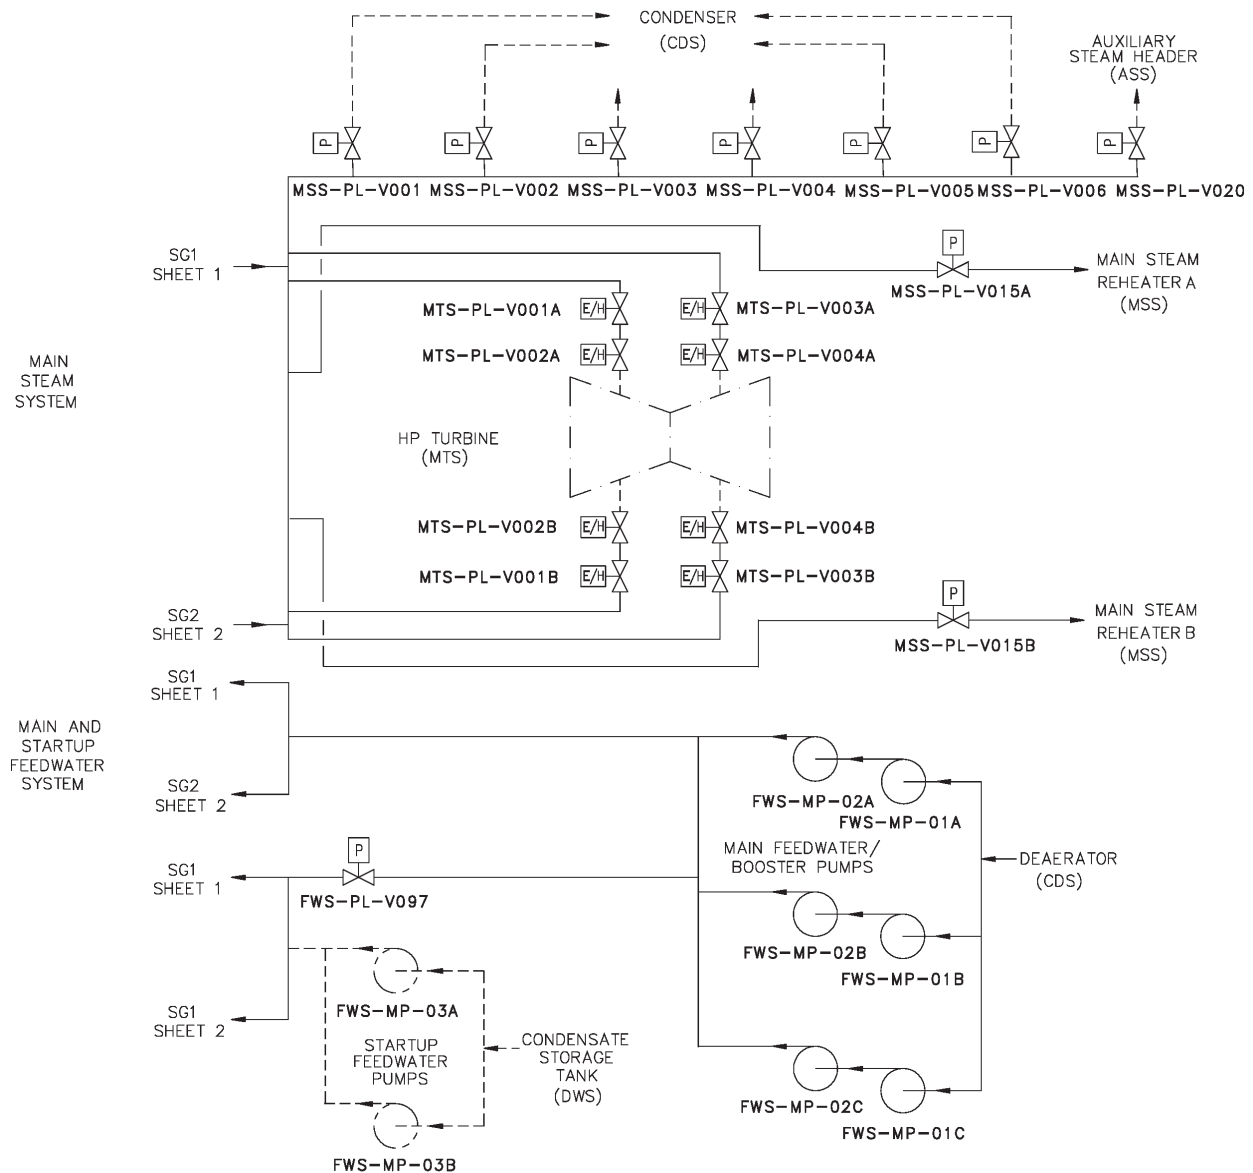 CONDENSER
(CDS)
AUXILIARY
STEAM HEADER
(ASS)
P
P
P
P
P
P
P
MSS-PL-V001
MSS-PL-V002
MSS-PL-V003
MSS-PL-V004
MSS-PL-V005
MSS-PL-V006
MSS-PL-V020
SG1
SHEET 1
P
MSS-PL-V015A
MAIN STEAM
REHEATER A
(MSS)
MTS-PL-V001A
E/H
E/H
MTS-PL-V003A
MTS-PL-V002A
E/H
E/H
MTS-PL-V004A
MAIN
STEAM
SYSTEM
HP TURBINE
(MTS)
MTS-PL-V002B
E/H
E/H
MTS-PL-V004B
MTS-PL-V001B
E/H
E/H
MTS-PL-V003B
SG2
SHEET 2
P
MSS-PL-V015B
MAIN STEAM
REHEATER B
(MSS)
SG1
SHEET 1
MAIN AND
STARTUP
FEEDWATER
SYSTEM
SG2
SHEET 2
FWS-MP-02A
FWS-MP-01A
MAIN FEEDWATER/
BOOSTER PUMPS
DEAERATOR
(CDS)
SG1
SHEET 1
P
FWS-PL-V097
FWS-MP-02B
FWS-MP-01B
FWS-MP-03A
SG1
SHEET 2
STARTUP
FEEDWATER
PUMPS
CONDENSATE
STORAGE
TANK
(DWS)
FWS-MP-02C
FWS-MP-01C
FWS-MP-03B